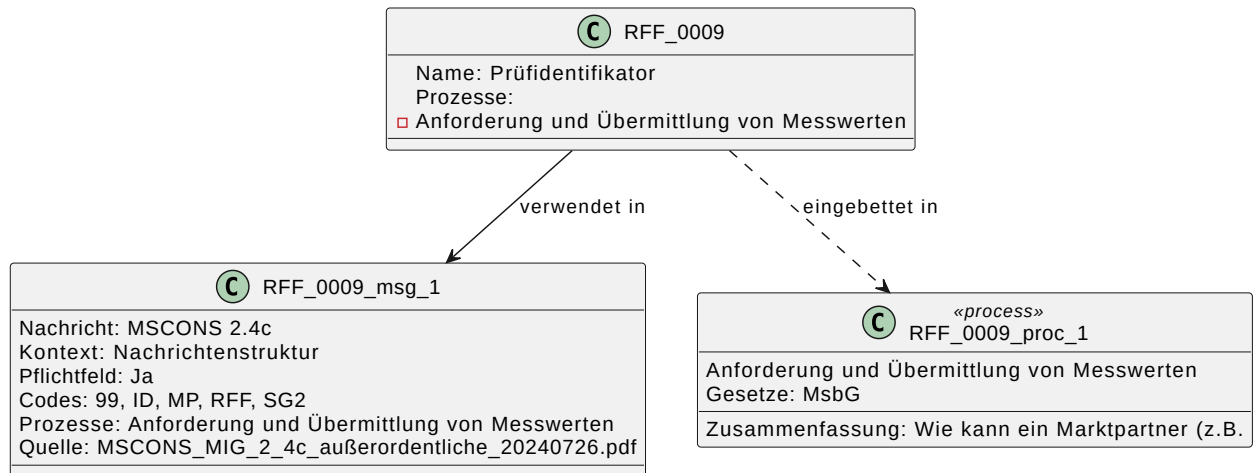 C RFF_0009
Name: Prüfidentifikator
Prozesse:
Anforderung und Übermittlung von Messwerten
verwendet in
eingebettet in
C RFF_0009_msg_1
Nachricht: MSCONS 2.4c
Kontext: Nachrichtenstruktur
Pflichtfeld: Ja
Codes: 99, ID, MP, RFF, SG2
Prozesse: Anforderung und Übermittlung von Messwerten
Quelle: MSCONS_MIG_2_4c_außerordentliche_20240726.pdf
«process»
C RFF_0009_proc_1
Anforderung und Übermittlung von Messwerten
Gesetze: MsbG
Zusammenfassung: Wie kann ein Marktpartner (z.B.